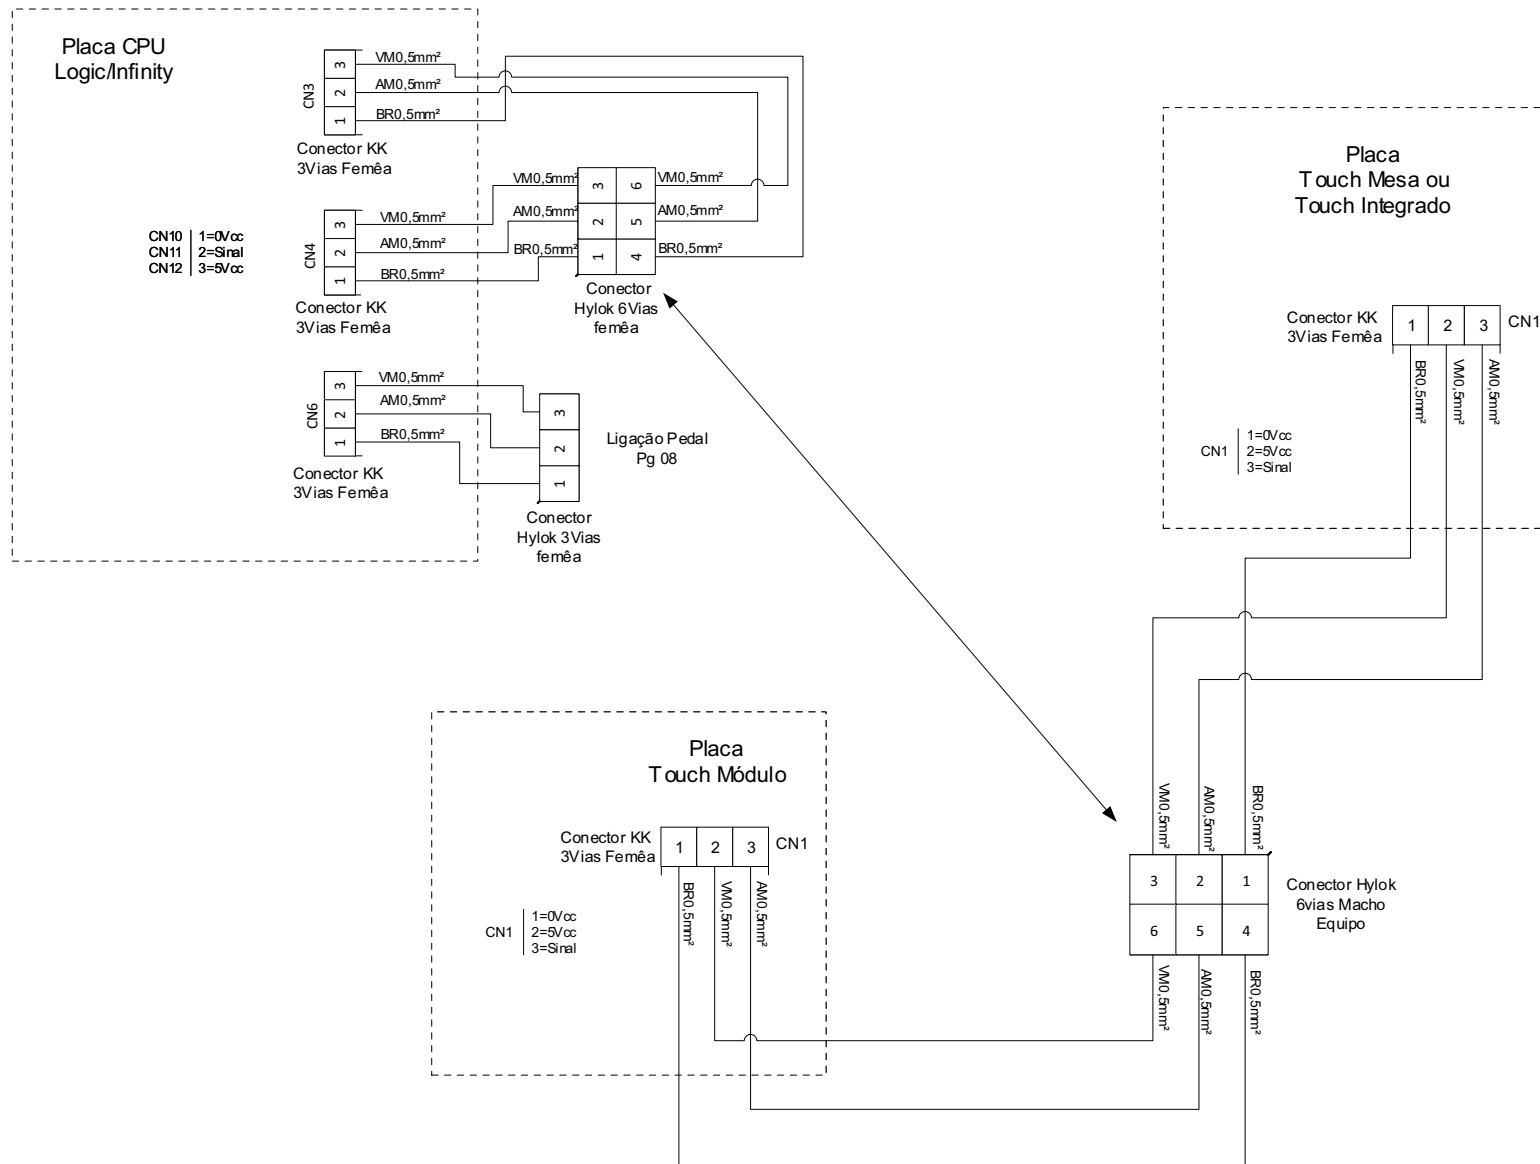 Placa CPU
Logic/Infinity
CN3
3
2
1
VM0,5mm²
AM0,5mm²
BR0,5mm²
Conector KK
3Vias Femêa
CN10 1=0Vcc
CN11 2=Sinal
CN12 3=5Vcc
CN4
3
2
1
VM0,5mm²
AM0,5mm²
BR0,5mm²
Conector KK
3Vias Femêa
VM0,5mm² 3 6 VM0,5mm²
AM0,5mm² 2 5 AM0,5mm²
BR0,5mm² 1 4 BR0,5mm²
Conector
Hylok 6Vias
femêa
CN6
3
2
1
VM0,5mm²
AM0,5mm²
BR0,5mm²
Conector KK
3Vias Femêa
3
2
1
Ligação Pedal
Pg 08
Conector
Hylok 3Vias
femêa
Placa
Touch Mesa ou
Touch Integrado
Conector KK
3Vias Femêa
1 2 3 CN1
BR0,5mm²
VM0,5mm²
AM0,5mm²
1=0Vcc
CN1 2=5Vcc
3=Sinal
Placa
Touch Módulo
Conector KK
3Vias Femêa
1 2 3 CN1
BR0,5mm²
VM0,5mm²
AM0,5mm²
1=0Vcc
CN1 2=5Vcc
3=Sinal
VM0,5mm²
AM0,5mm²
BR0,5mm²
3 2 1
6 5 4
VM0,5mm²
AM0,5mm²
BR0,5mm²
Conector Hylok
6vias Macho
Equipo